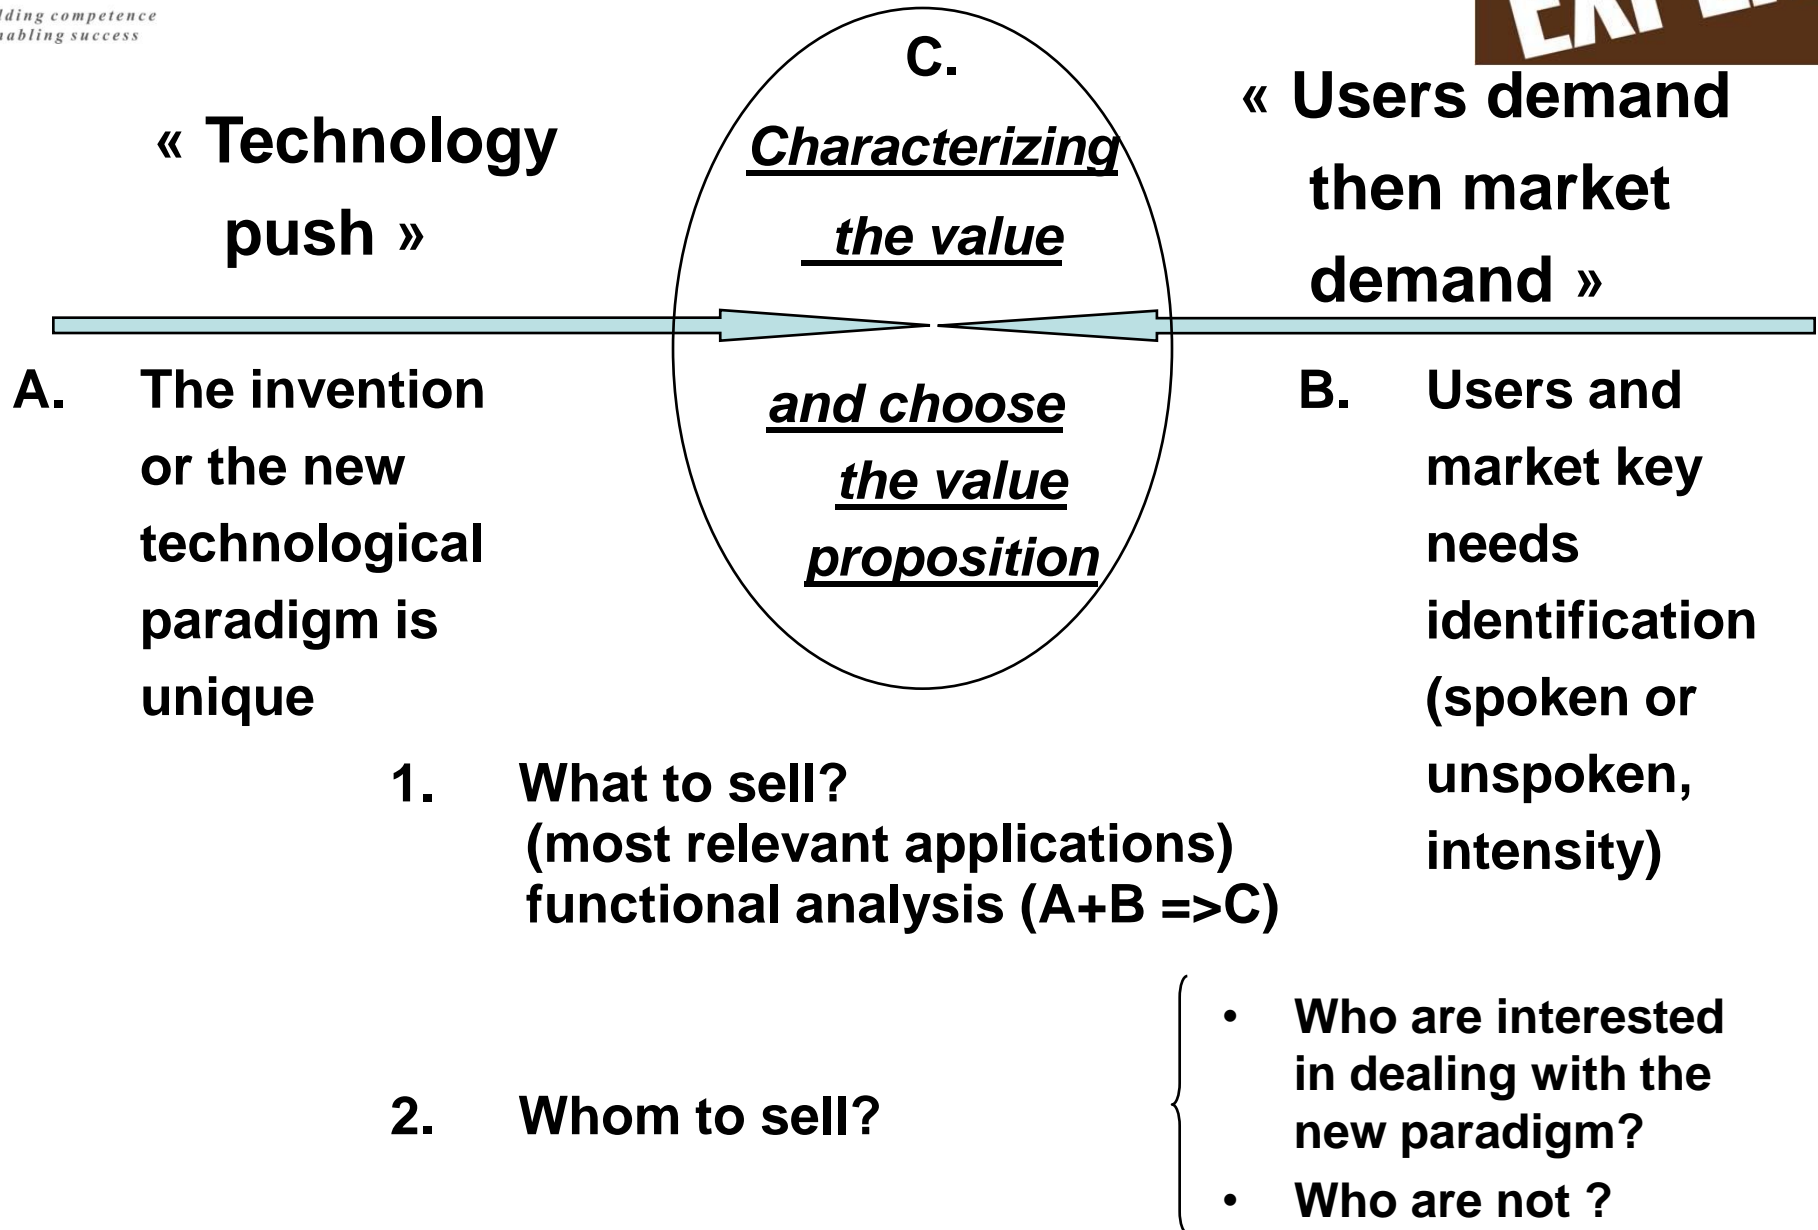 competence
success
C.
« Technology
push »
Characterizing
the value
and choose
the value
proposition
« Users demand
then market
demand »
A. The invention
or the new
technological
paradigm is
unique
B. Users and
market key
needs
identification
(spoken or
unspoken,
intensity)
1. What to sell?
(most relevant applications)
functional analysis (A+B =>C)
2. Whom to sell?
• Who are interested
in dealing with the
new paradigm?
• Who are not ?